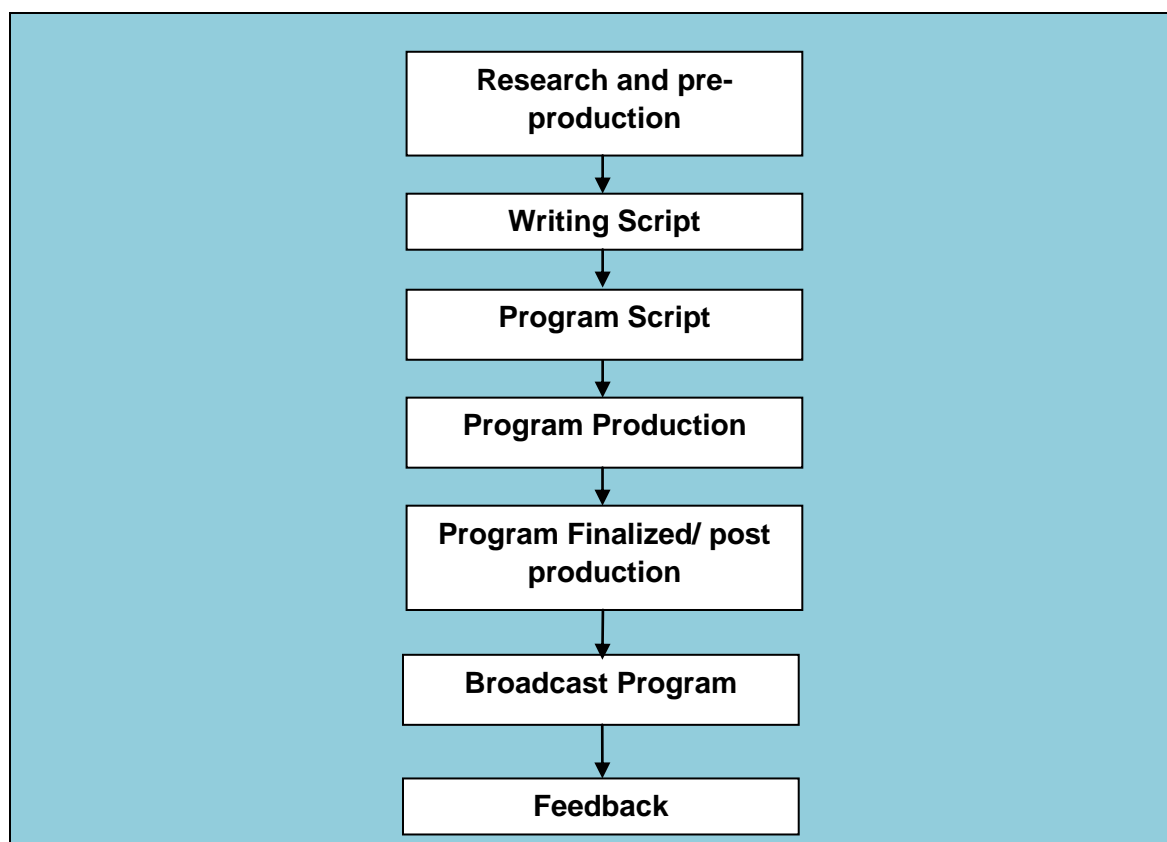 Research and pre-
production
Writing Script
Program Script
Program Production
Program Finalized/ post
production
Broadcast Program
Feedback